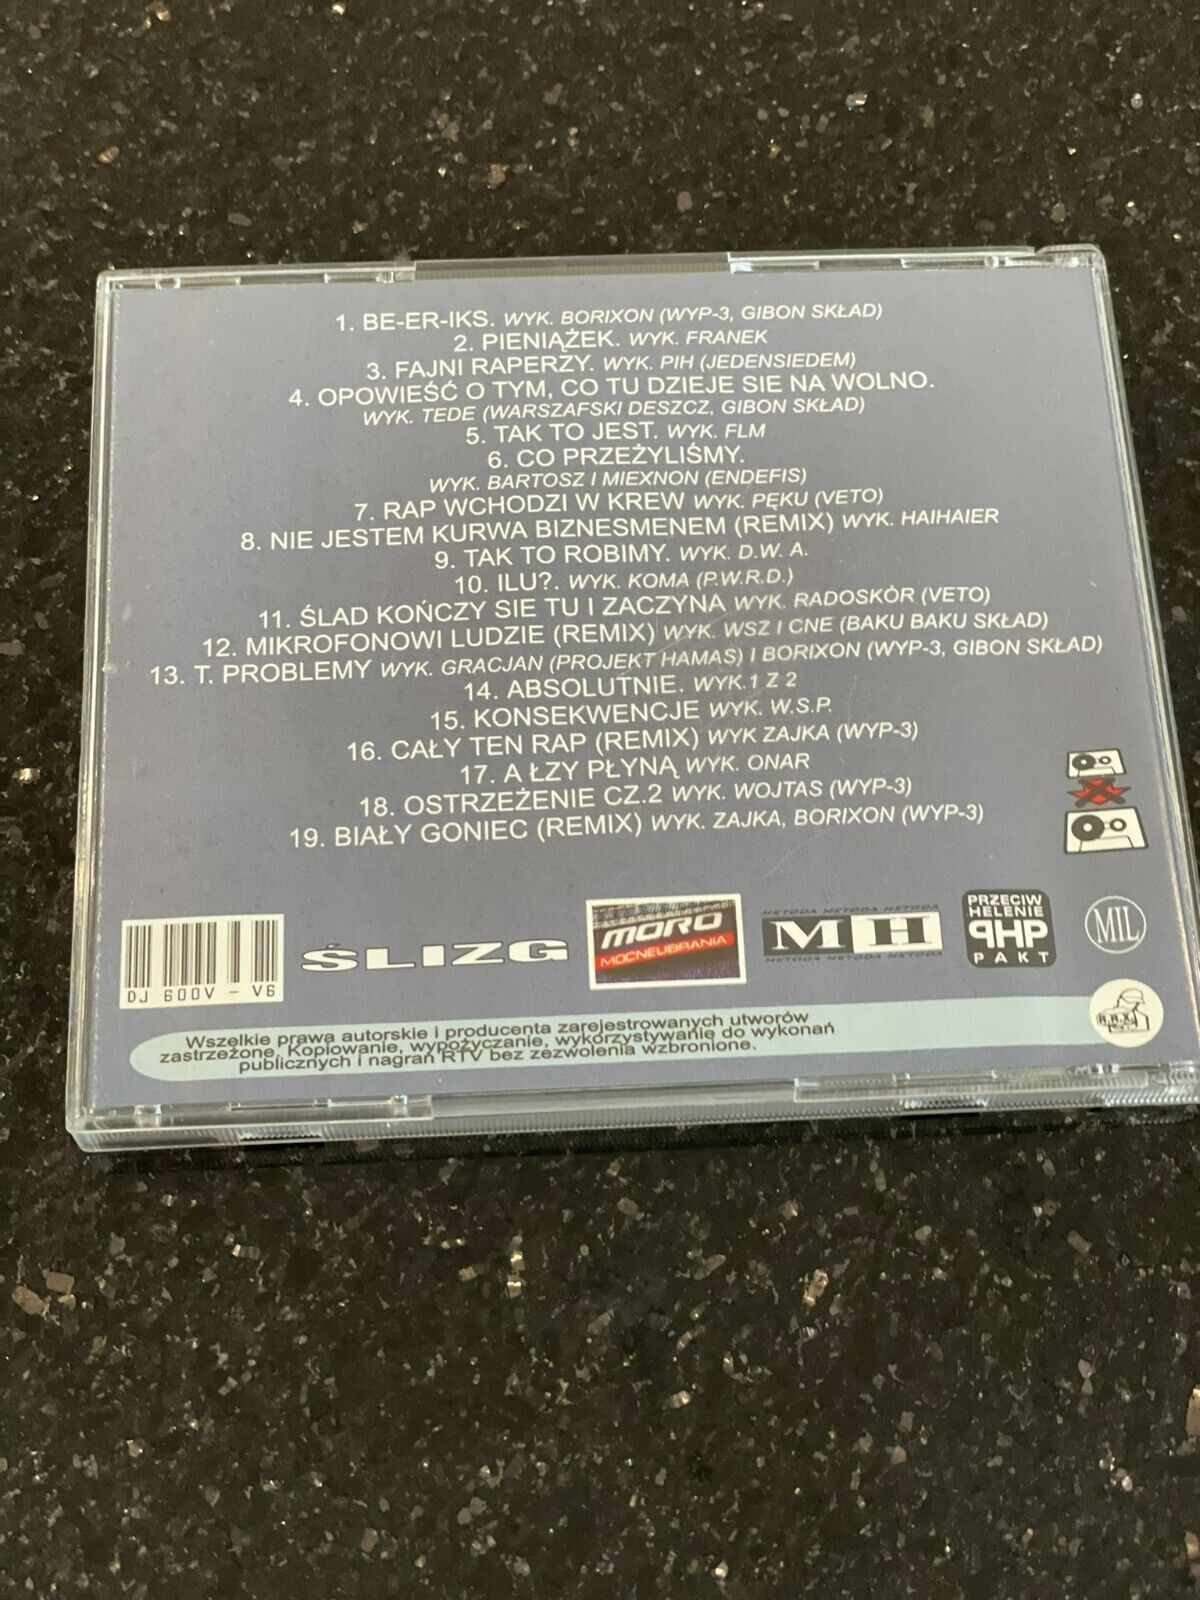 1. BE-ER-IKS. WYK. BORIXON (WYP-3, GIBON SKŁAD)
2. PIENIĄŻEK. WYK. FRANEK
3. FAJNI RAPERZY. WYK. PIH (JEDENSIEDEM)
4. OPOWIEŚĆ O TYM, CO TU DZIEJE SIE NA WOLNO.
WYK. TEDE (WARSZAFSKI DESZCZ, GIBON SKŁAD)
5. TAK TO JEST. WYK. FLM
6. CO PRZEŻYLIŚMY.
WYK. BARTOSZ I MIEXNON (ENDEFIS)
7. RAP WCHODZI W KREW WYK. PĘKU (VETO)
8. NIE JESTEM KURWA BIZNESMENEM (REMIX) WYK. HAIHAIER
9. TAK TO ROBIMY. WYK. D.W. A.
10. ILU?. WYK. KOMA (P.W.R.D.)
11. ŚLAD KOŃCZY SIE TU I ZACZYNA WYK. RADOSKÓR (VETO)
12. MIKROFONOWI LUDZIE (REMIX) WYK. WSZ I CNE (BAKU BAKU SKŁAD)
13. T. PROBLEMY WYK. GRACJAN (PROJEKT HAMAS) I BORIXON (WYP-3, GIBON SKŁAD)
14. ABSOLUTNIE. WYK.1 Z 2
15. KONSEKWENCJE WYK. W.S.P.
16. CAŁY TEN RAP (REMIX) WYK ZAJKA (WYP-3)
17. A ŁZY PŁYNĄ WYK. ONAR
18. OSTRZEŻENIE CZ.2 WYK. WOJTAS (WYP-3)
19. BIAŁY GONIEC (REMIX) WYK. ZAJKA, BORIXON (WYP-3)
DJ 600V - V6
ŚLIZG
MORO
MOCNEUBRANIA
METODA METODA METODA METODA
MH
METODA METODA METODA METODA
PRZECIW
HELENIE
PHP
PAKT
MIL
R.R.X.
Wszelkie prawa autorskie i producenta zarejestrowanych utworów
zastrzeżone. Kopiowanie, wypożyczanie, wykorzystywanie do wykonań
publicznych i nagrań RTV bez zezwolenia wzbronione.